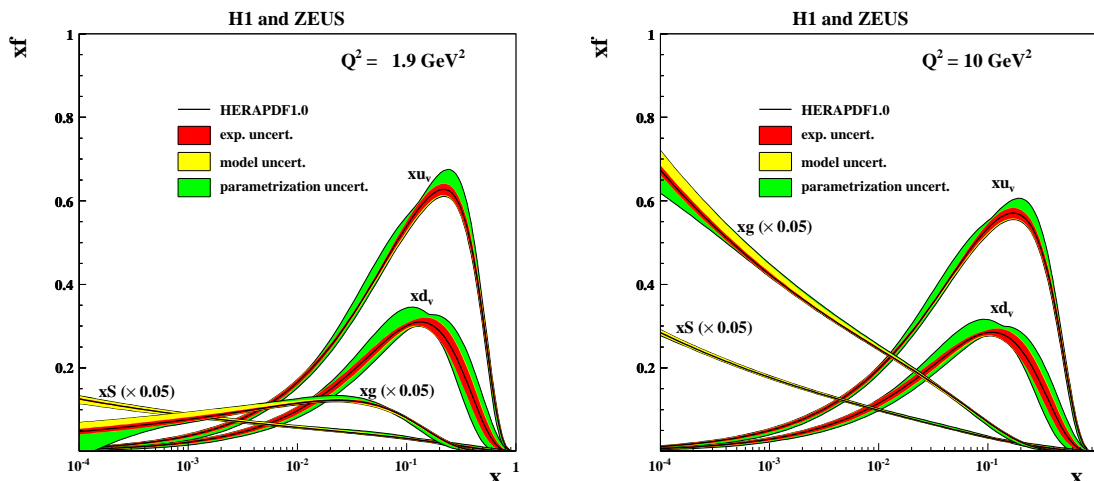 H1 and ZEUS
xf
1
0.8
0.6
0.4
0.2
Q² = 1.9 GeV²
HERAPDF1.0
exp. uncert.
model uncert.
parametrization uncert.
xuᵥ
xdᵥ
xS (× 0.05)
xg (× 0.05)
10⁻⁴
10⁻³
10⁻²
10⁻¹
1
x
H1 and ZEUS
xf
1
0.8
0.6
0.4
0.2
Q² = 10 GeV²
HERAPDF1.0
exp. uncert.
model uncert.
parametrization uncert.
xuᵥ
xg (× 0.05)
xdᵥ
xS (× 0.05)
10⁻⁴
10⁻³
10⁻²
10⁻¹
x